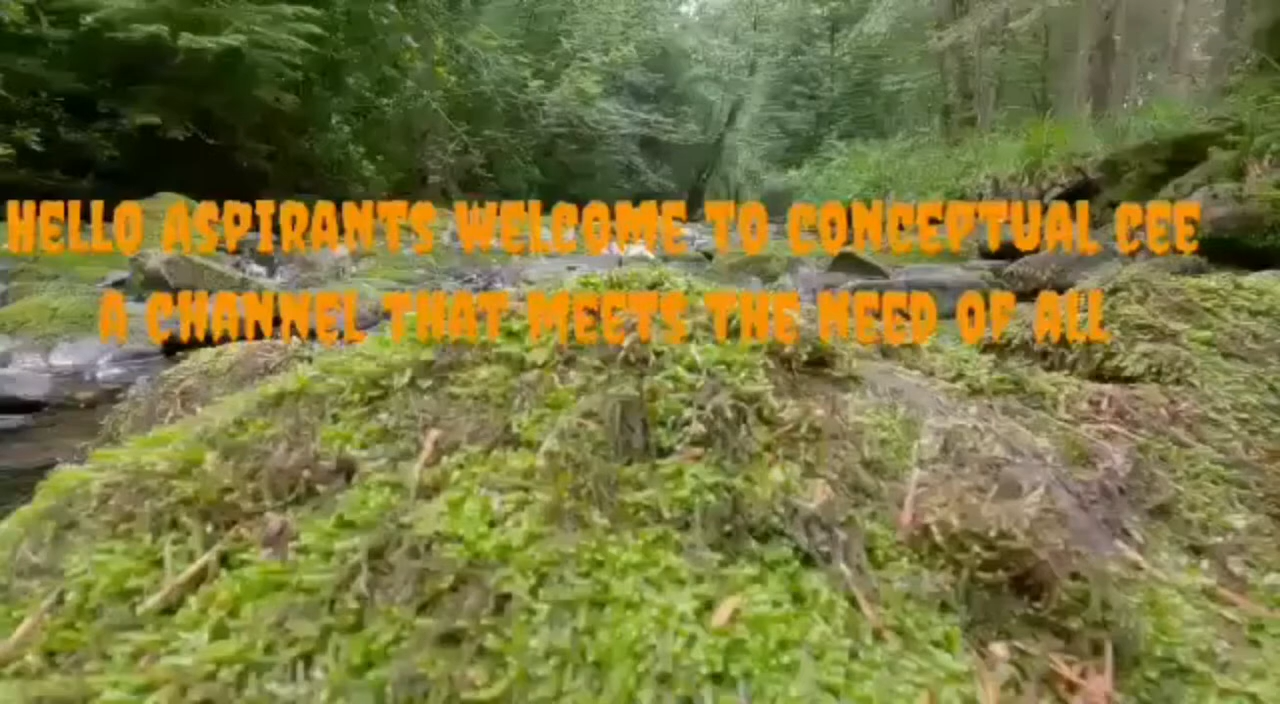 HELLO ASPIRANTS WELCOME TO CONCEPTUAL CEE
A CHANNEL THAT MEETS THE NEED OF ALL